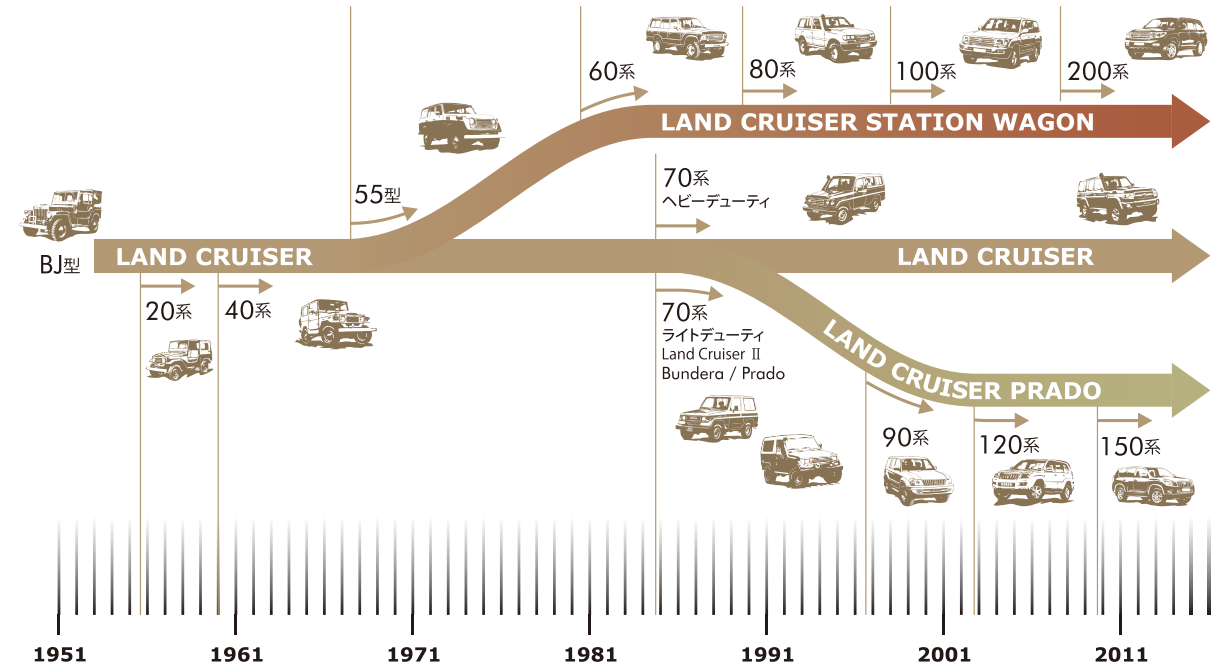 60系
80系
100系
200系
LAND CRUISER STATION WAGON
55型
70系
ヘビーデューティ
BJ型
LAND CRUISER
LAND CRUISER
20系
40系
70系
ライトデューティ
Land Cruiser Ⅱ
Bundera / Prado
LAND CRUISER PRADO
90系
120系
150系
1951
1961
1971
1981
1991
2001
2011